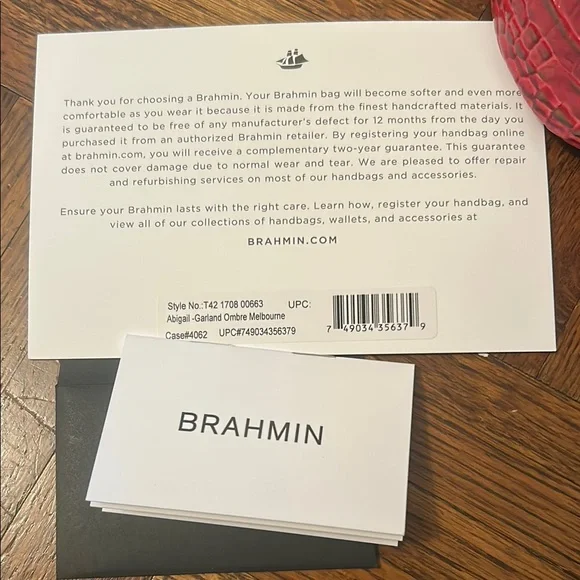 Thank you for choosing a Brahmin. Your Brahmin bag will become softer and even more
comfortable as you wear it because it is made from the finest handcrafted materials. It
is guaranteed to be free of any manufacturer's defect for 12 months from the day you
purchased it from an authorized Brahmin retailer. By registering your handbag online
at brahmin.com, you will receive a complementary two-year guarantee. This guarantee
does not cover damage due to normal wear and tear. We are pleased to offer repair
and refurbishing services on most of our handbags and accessories.
Ensure your Brahmin lasts with the right care. Learn how, register your handbag, and
view all of our collections of handbags, wallets, and accessories at
BRAHMIN.COM
Style No.:T42 1708 00663 UPC:
Abigail -Garland Ombre Melbourne
Case#4062 UPC#749034356379
7 49034 35637 9
BRAHMIN